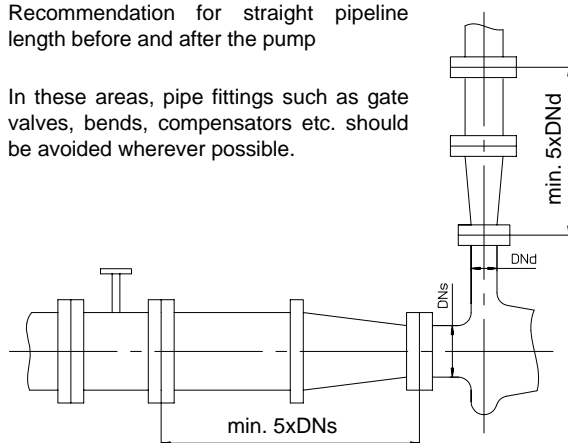 Recommendation for straight pipeline
length before and after the pump
In these areas, pipe fittings such as gate
valves, bends, compensators etc. should
be avoided wherever possible.
min. 5xDNd
DNd
DNs
min. 5xDNs